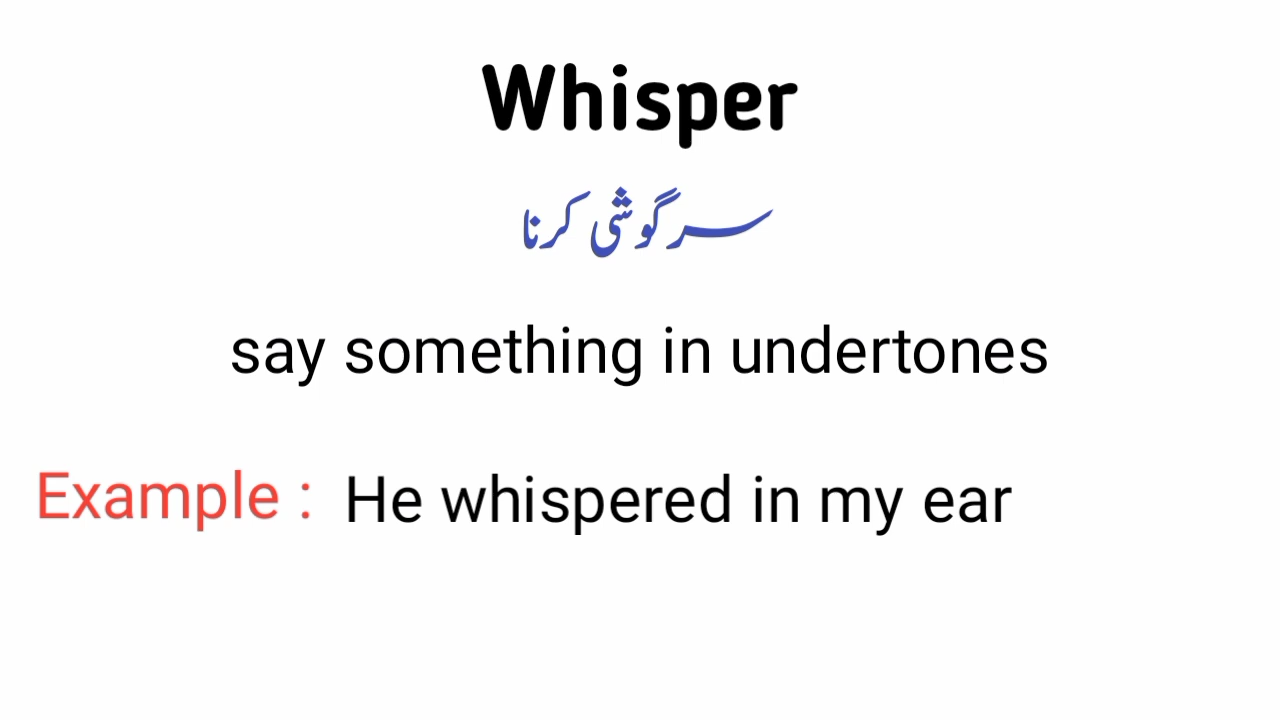 Whisper
سرگوشی کرنا
say something in undertones
Example : He whispered in my ear